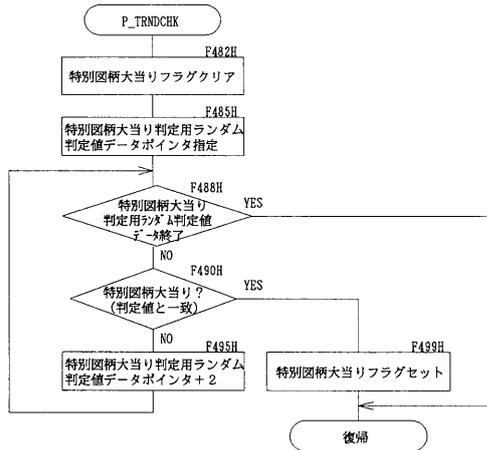 P_TRNDCHK
F482H
特別図柄大当りフラグクリア
F485H
特別図柄大当り判定用ランダム
判定値データポインタ指定
F488H
特別図柄大当り
判定用ﾗﾝﾀﾞﾑ判定値
ﾃﾞｰﾀ終了
YES
NO
F490H
特別図柄大当り?
(判定値と一致)
YES
NO
F495H
特別図柄大当り判定用ランダム
判定値データポインタ+2
F499H
特別図柄大当りフラグセット
復帰